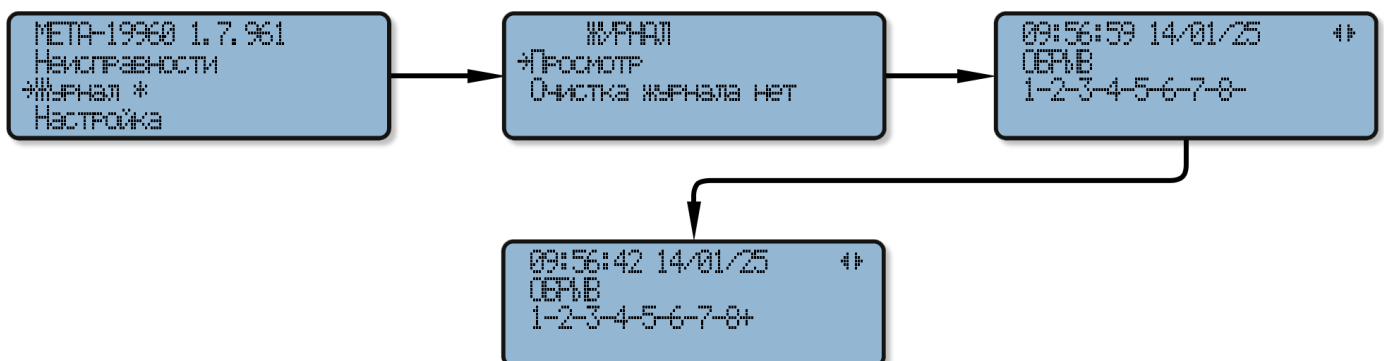 МЕТА-19960 1.7.961
Неисправности
→Журнал *
Настройка
ЖУРНАЛ
→Просмотр
Очистка журнала нет
09:56:59 14/01/25
ОБРЫВ
1-2-3-4-5-6-7-8-
09:56:42 14/01/25
ОБРЫВ
1-2-3-4-5-6-7-8+